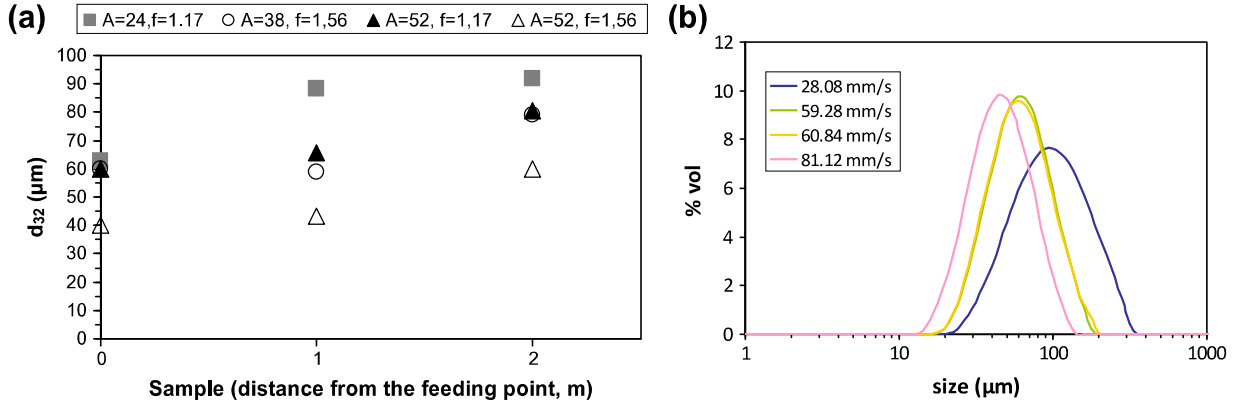 (a)
A=24,f=1.17 A=38, f=1,56 A=52, f=1,17 A=52, f=1,56
100
90
80
70
60
50
40
30
20
10
0
d32 (µm)
0 1 2
Sample (distance from the feeding point, m)
(b)
12
10
8
6
4
2
0
% vol
28.08 mm/s
59.28 mm/s
60.84 mm/s
81.12 mm/s
1 10 100 1000
size (µm)